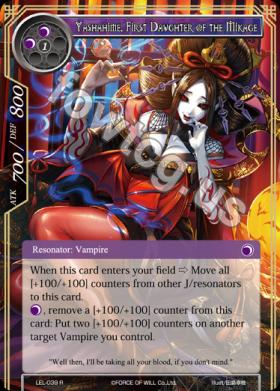 1
Yashahime, First Daughter of the Mirage
ATK 700/ DEF 800
fowtcg.us
Resonator: Vampire
When this card enters your field ⇨ Move all
[+100/+100] counters from other J/resonators
to this card.
, remove a [+100/+100] counter from this
card: Put two [+100/+100] counters on another
target Vampire you control.
"Well then, I'll be taking all your blood, if you don't mind."
LEL-039 R ©FORCE OF WILL Co.,Ltd. Illust/